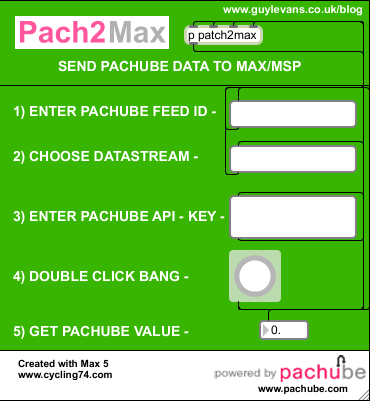 www.guylevans.co.uk/blog
Pach2Max
p patch2max
SEND PACHUBE DATA TO MAX/MSP
1) ENTER PACHUBE FEED ID -
2) CHOOSE DATASTREAM -
3) ENTER PACHUBE API - KEY -
4) DOUBLE CLICK BANG -
5) GET PACHUBE VALUE -
0.
Created with Max 5
www.cycling74.com
powered by pachube
www.pachube.com